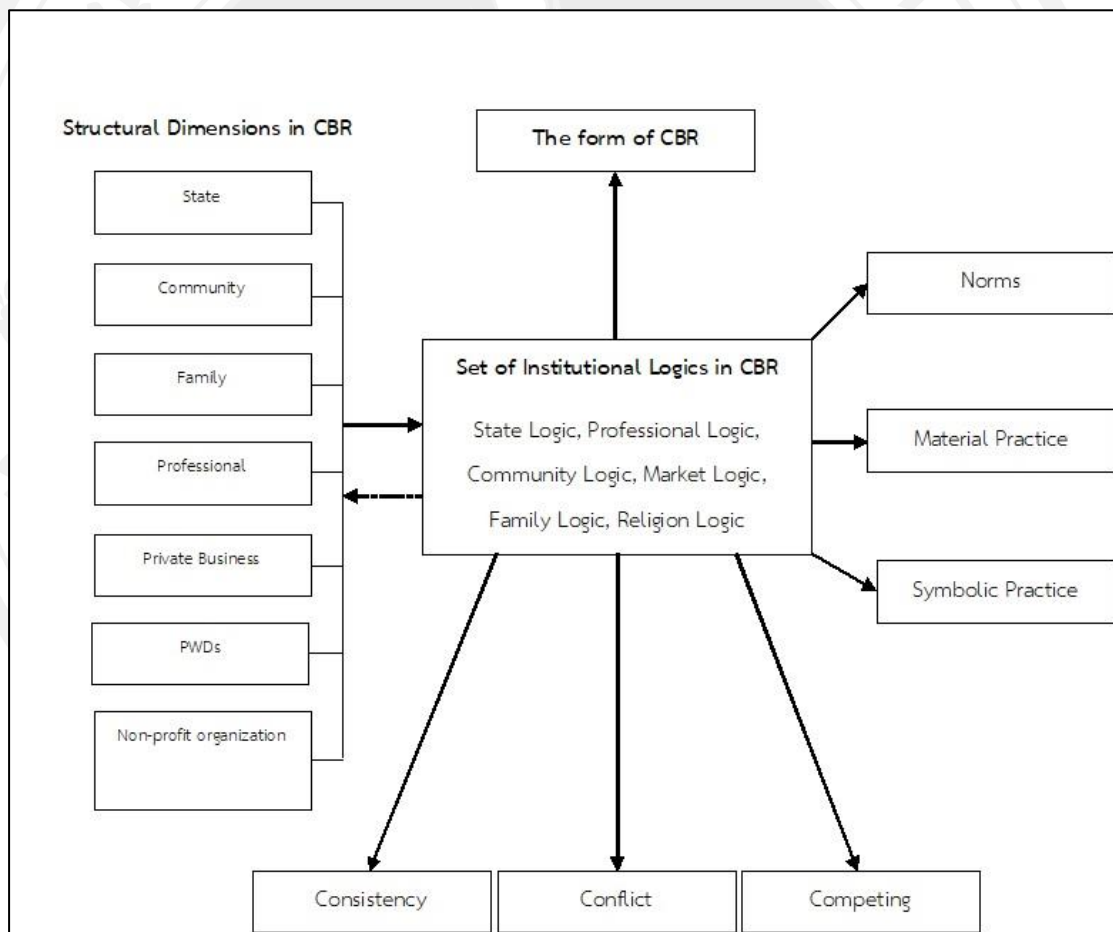 Structural Dimensions in CBR
State
Community
Family
Professional
Private Business
PWDs
Non-profit organization
The form of CBR
Set of Institutional Logics in CBR
State Logic, Professional Logic,
Community Logic, Market Logic,
Family Logic, Religion Logic
Norms
Material Practice
Symbolic Practice
Consistency
Conflict
Competing